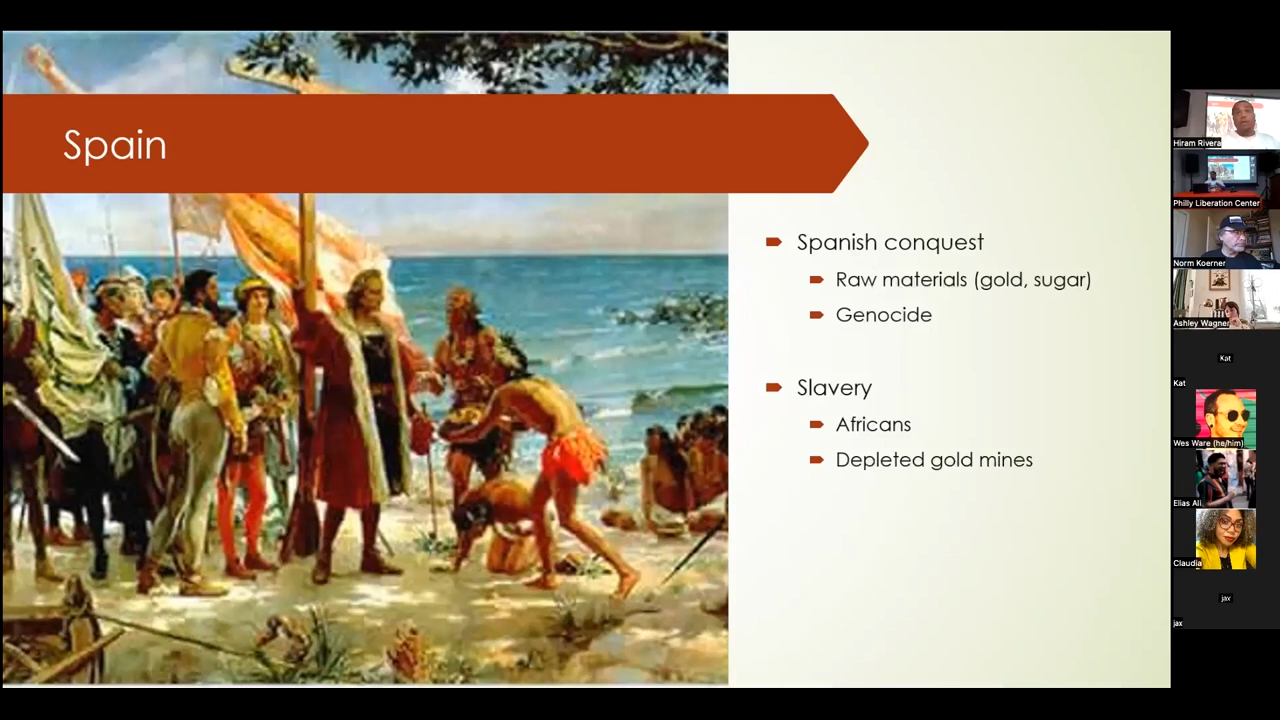 Spain
Spanish conquest
Raw materials (gold, sugar)
Genocide
Slavery
Africans
Depleted gold mines
Hiram Rivera
Philly Liberation Center
Norm Koerner
Ashley Wagner
Kat
Kat
Wes Ware (he/him)
Elias Ali
Claudia
jax
jax